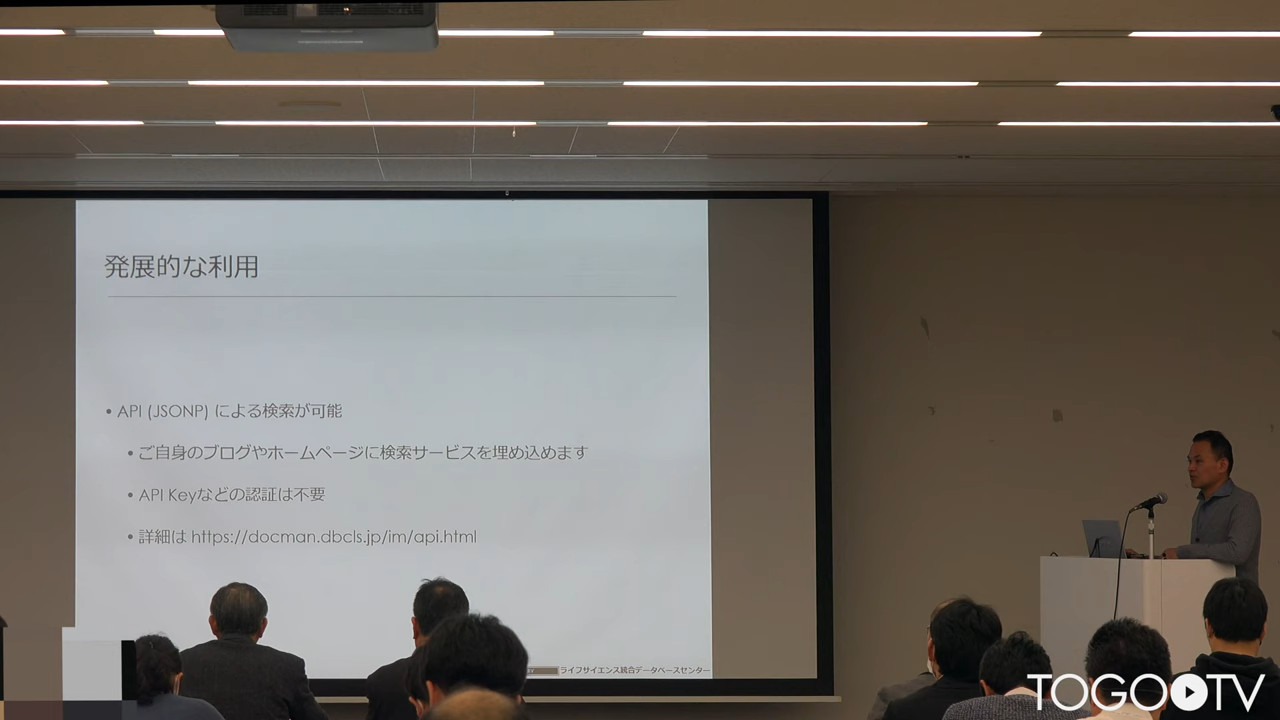 発展的な利用
• API (JSONP) による検索が可能
• ご自身のブログやホームページに検索サービスを埋め込めます
• API Keyなどの認証は不要
• 詳細は https://docman.dbcls.jp/im/api.html
ライフサイエンス統合データベースセンター
TOGO TV